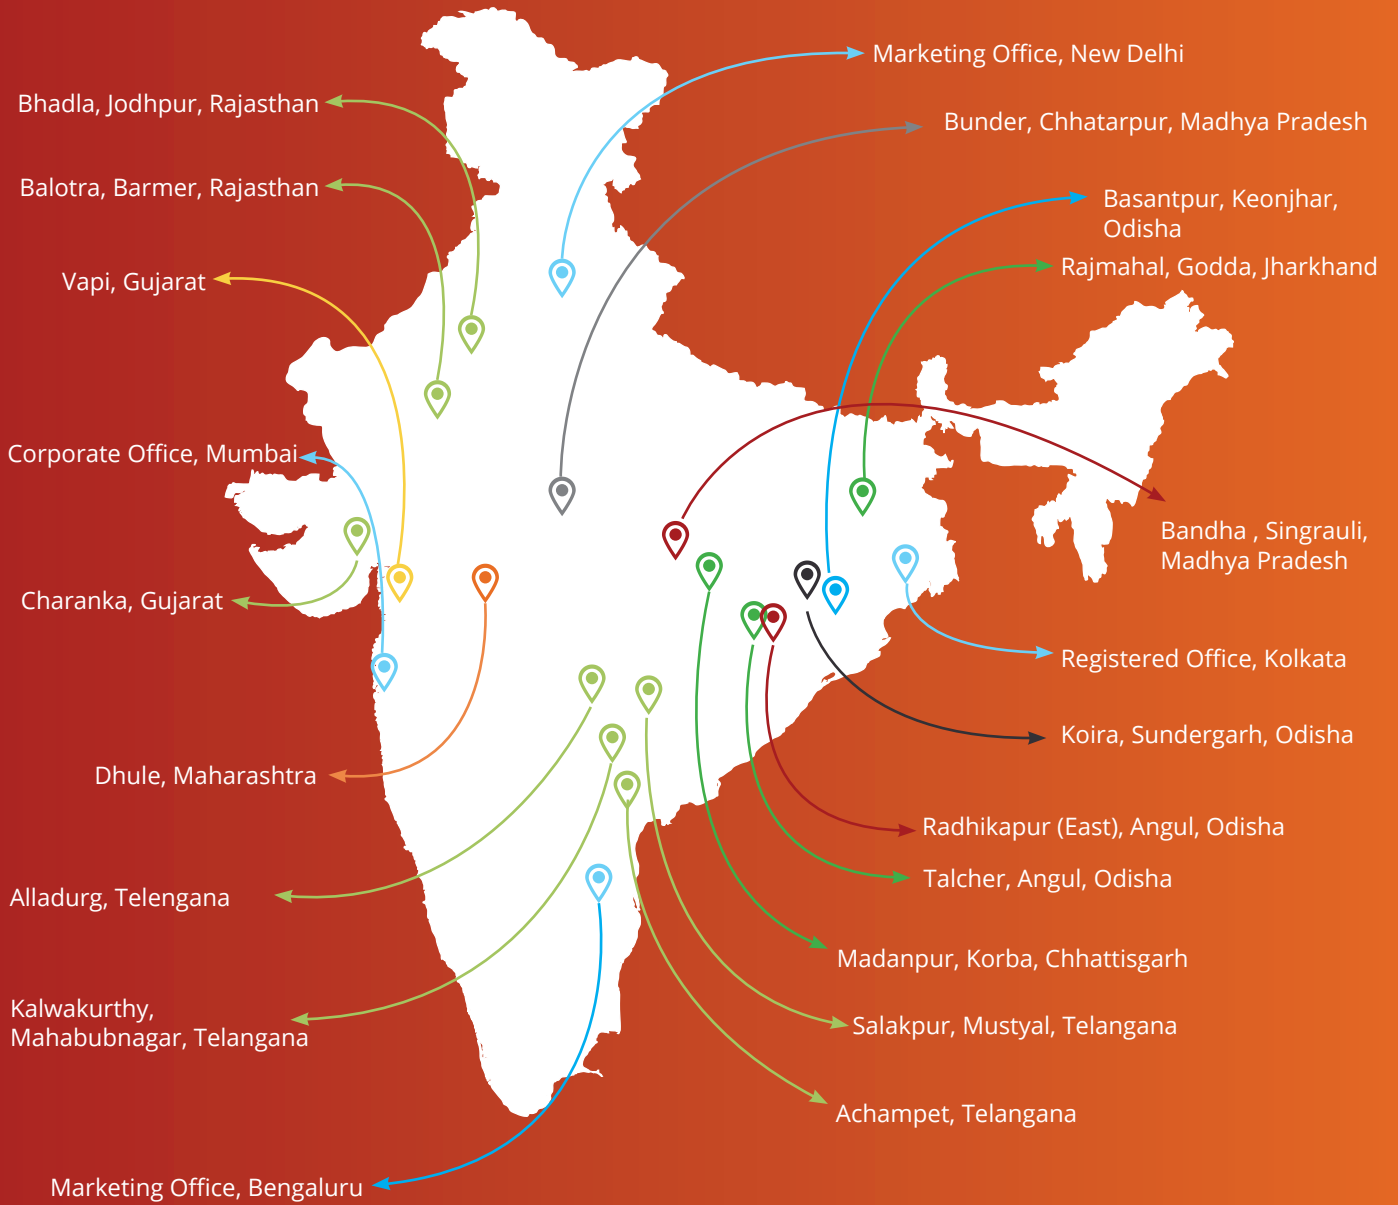 Marketing Office, New Delhi
Bhadla, Jodhpur, Rajasthan
Bunder, Chhatarpur, Madhya Pradesh
Balotra, Barmer, Rajasthan
Basantpur, Keonjhar,
Odisha
Rajmahal, Godda, Jharkhand
Vapi, Gujarat
Corporate Office, Mumbai
Bandha , Singrauli,
Madhya Pradesh
Charanka, Gujarat
Registered Office, Kolkata
Koira, Sundergarh, Odisha
Dhule, Maharashtra
Radhikapur (East), Angul, Odisha
Talcher, Angul, Odisha
Alladurg, Telengana
Madanpur, Korba, Chhattisgarh
Kalwakurthy,
Mahabubnagar, Telangana
Salakpur, Mustyal, Telangana
Achampet, Telangana
Marketing Office, Bengaluru